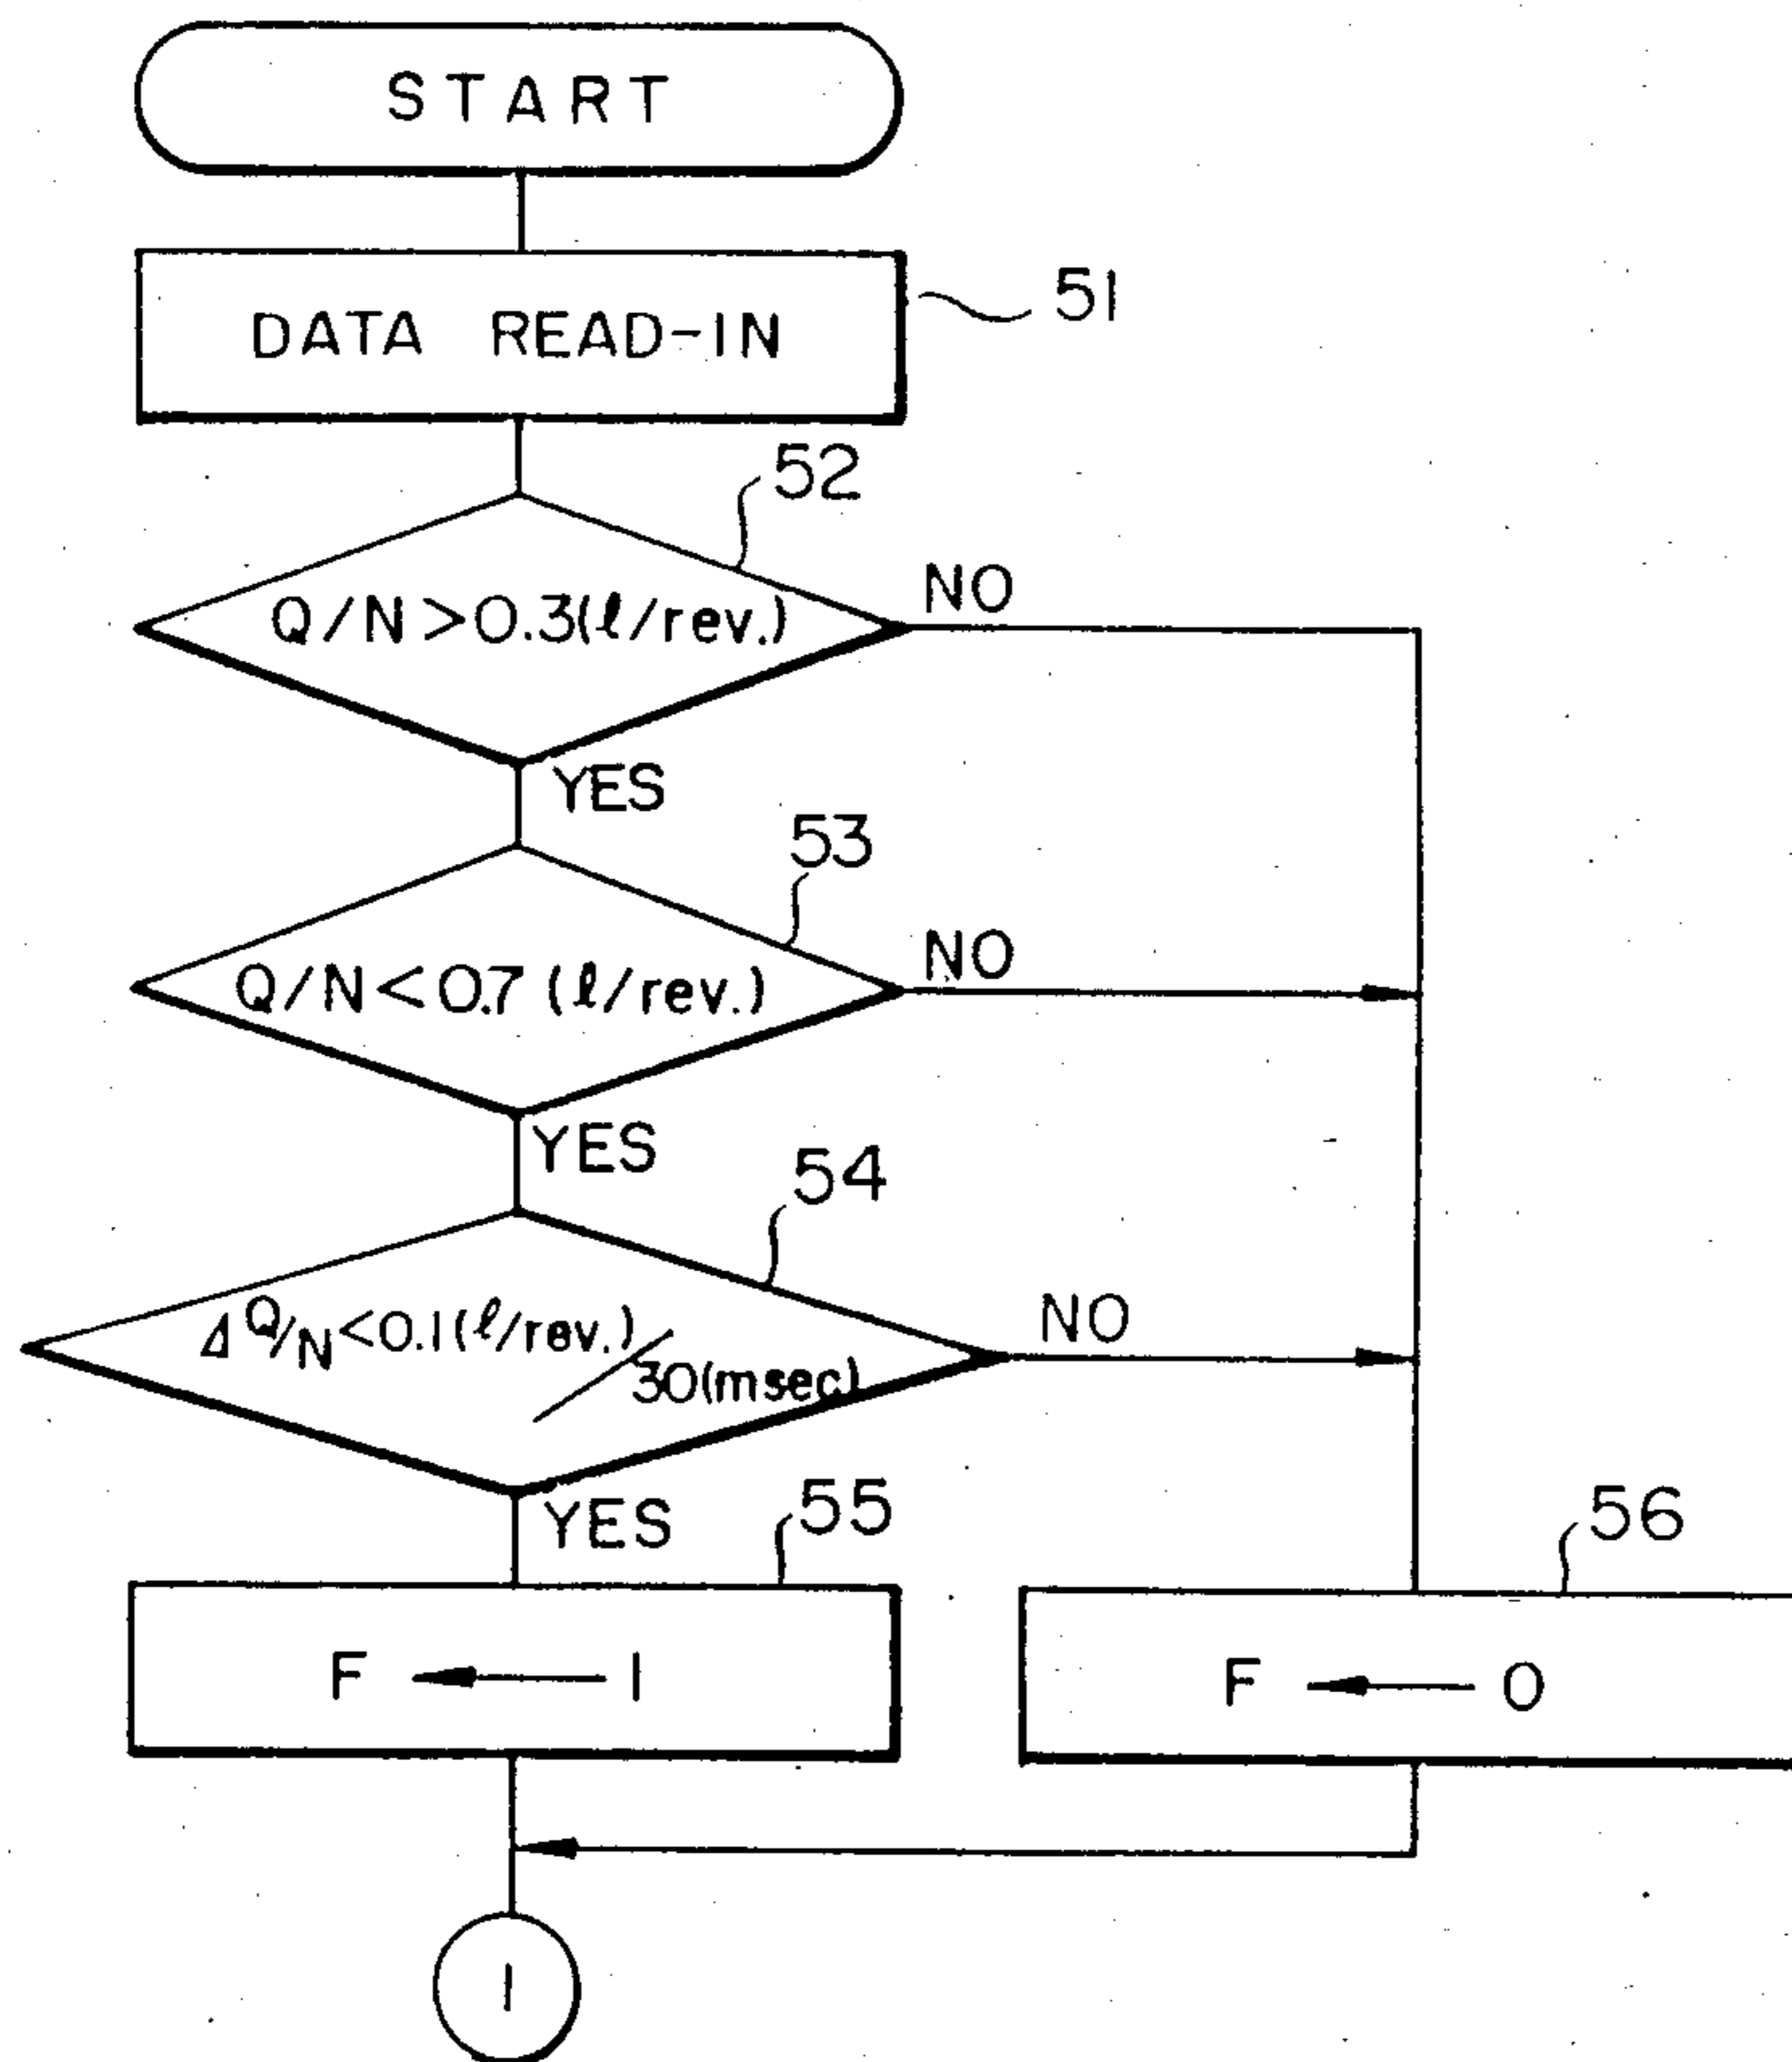 START
DATA READ-IN
51
52
Q/N>0.3(ℓ/rev.)
NO
YES
53
Q/N<0.7 (ℓ/rev.)
NO
YES
54
ΔQ/N<0.1(ℓ/rev.)/30(msec)
NO
YES
55
F ← 1
56
F ← 0
1